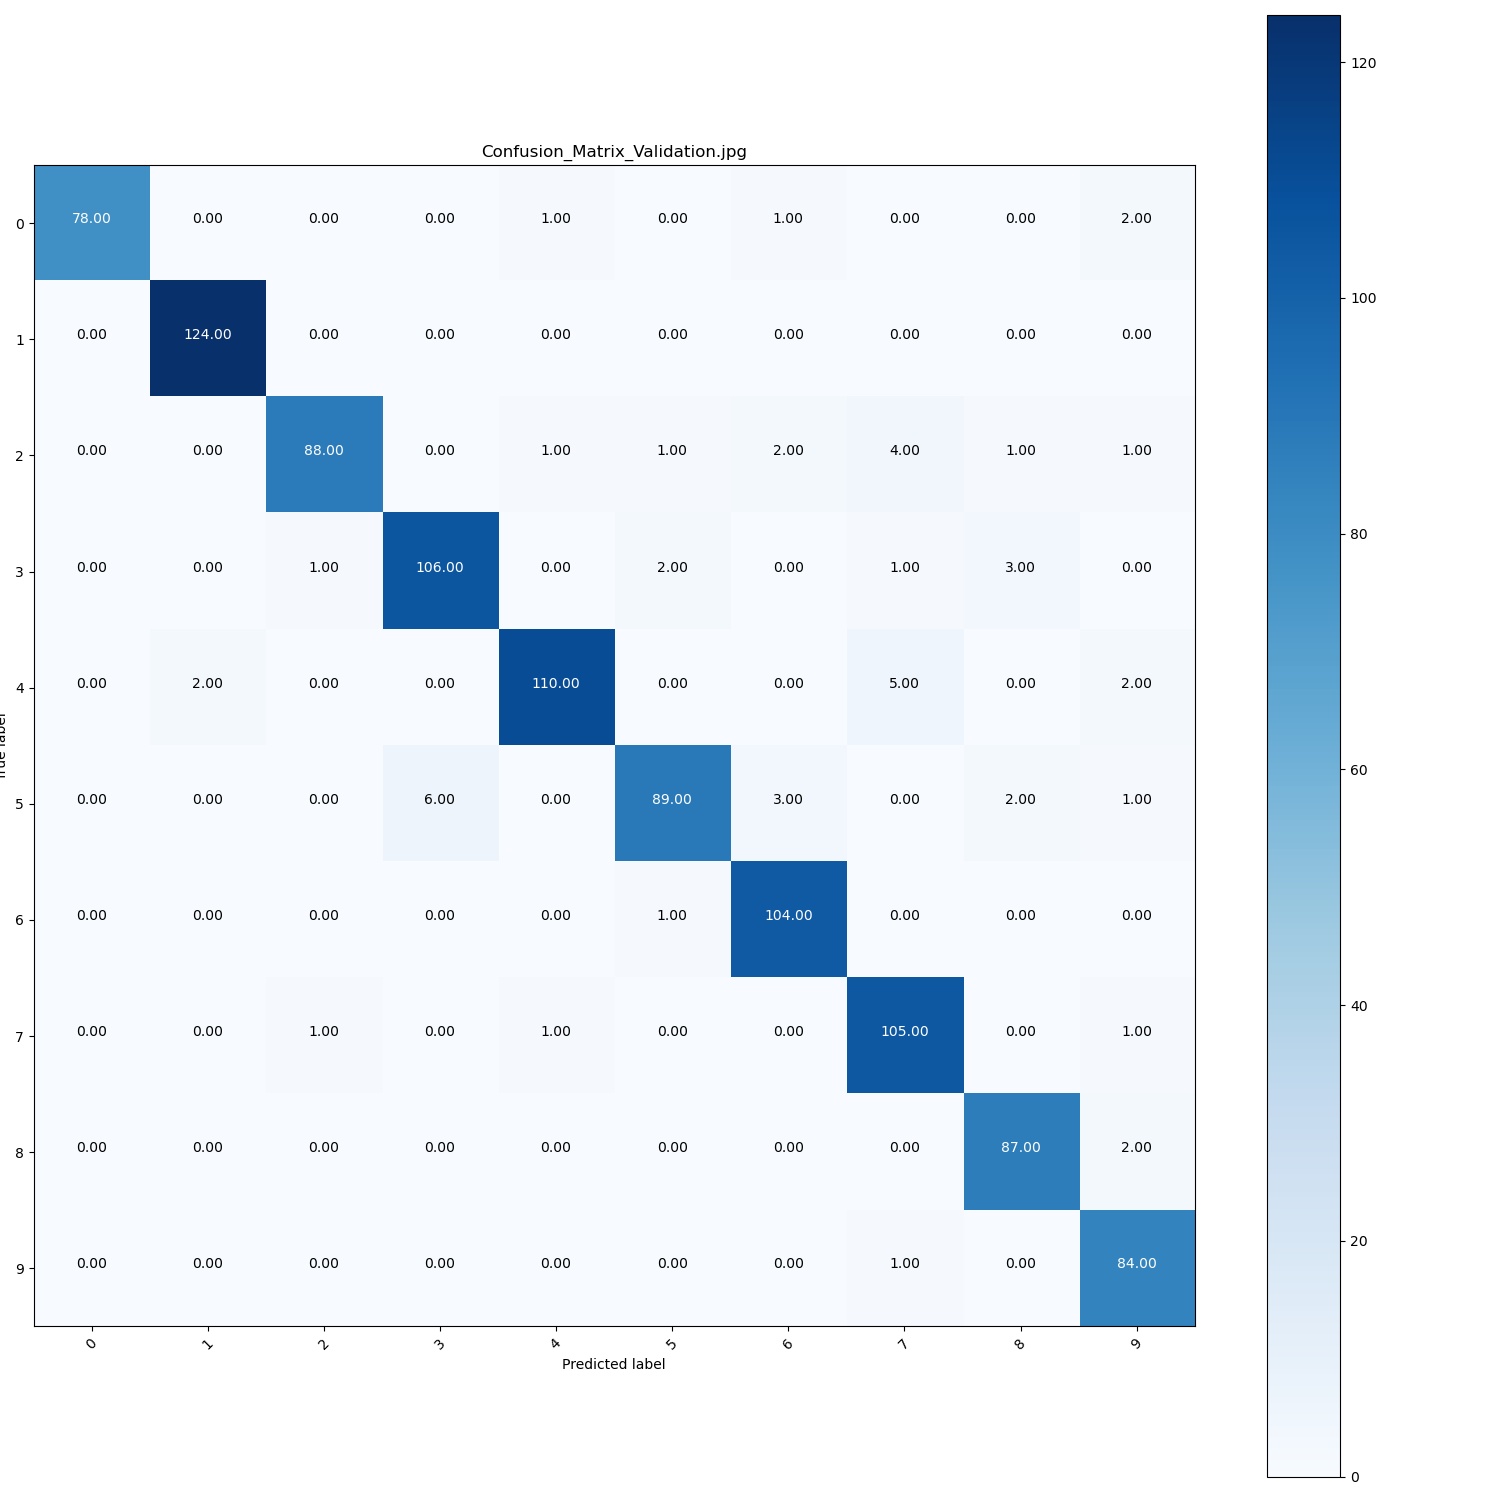 Confusion_Matrix_Validation.jpg
120
100
80
60
40
20
0
0 78.00 0.00 0.00 0.00 1.00 0.00 1.00 0.00 0.00 2.00
1 0.00 124.00 0.00 0.00 0.00 0.00 0.00 0.00 0.00 0.00
2 0.00 0.00 88.00 0.00 1.00 1.00 2.00 4.00 1.00 1.00
3 0.00 0.00 1.00 106.00 0.00 2.00 0.00 1.00 3.00 0.00
4 0.00 2.00 0.00 0.00 110.00 0.00 0.00 5.00 0.00 2.00
5 0.00 0.00 0.00 6.00 0.00 89.00 3.00 0.00 2.00 1.00
6 0.00 0.00 0.00 0.00 0.00 1.00 104.00 0.00 0.00 0.00
7 0.00 0.00 1.00 0.00 1.00 0.00 0.00 105.00 0.00 1.00
8 0.00 0.00 0.00 0.00 0.00 0.00 0.00 0.00 87.00 2.00
9 0.00 0.00 0.00 0.00 0.00 0.00 0.00 1.00 0.00 84.00
0 1 2 3 4 5 6 7 8 9
Predicted label